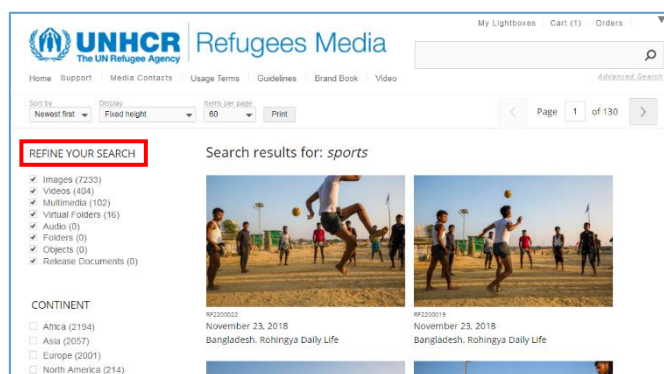 My Lightboxes Cart (1) Orders
UNHCR
The UN Refugee Agency
Refugees Media
Home Support Media Contacts Usage Terms Guidelines Brand Book Video
Advanced Search
Sort by Display Items per page
Newest first Fixed height 60 Print
Page 1 of 130
REFINE YOUR SEARCH
Search results for: sports
Images (7233)
Videos (404)
Multimedia (102)
Virtual Folders (16)
Audio (0)
Folders (0)
Objects (0)
Release Documents (0)
CONTINENT
Africa (2194)
Asia (2057)
Europe (2001)
North America (214)
RF2200022
November 23, 2018
Bangladesh. Rohingya Daily Life
RF2200019
November 23, 2018
Bangladesh. Rohingya Daily Life